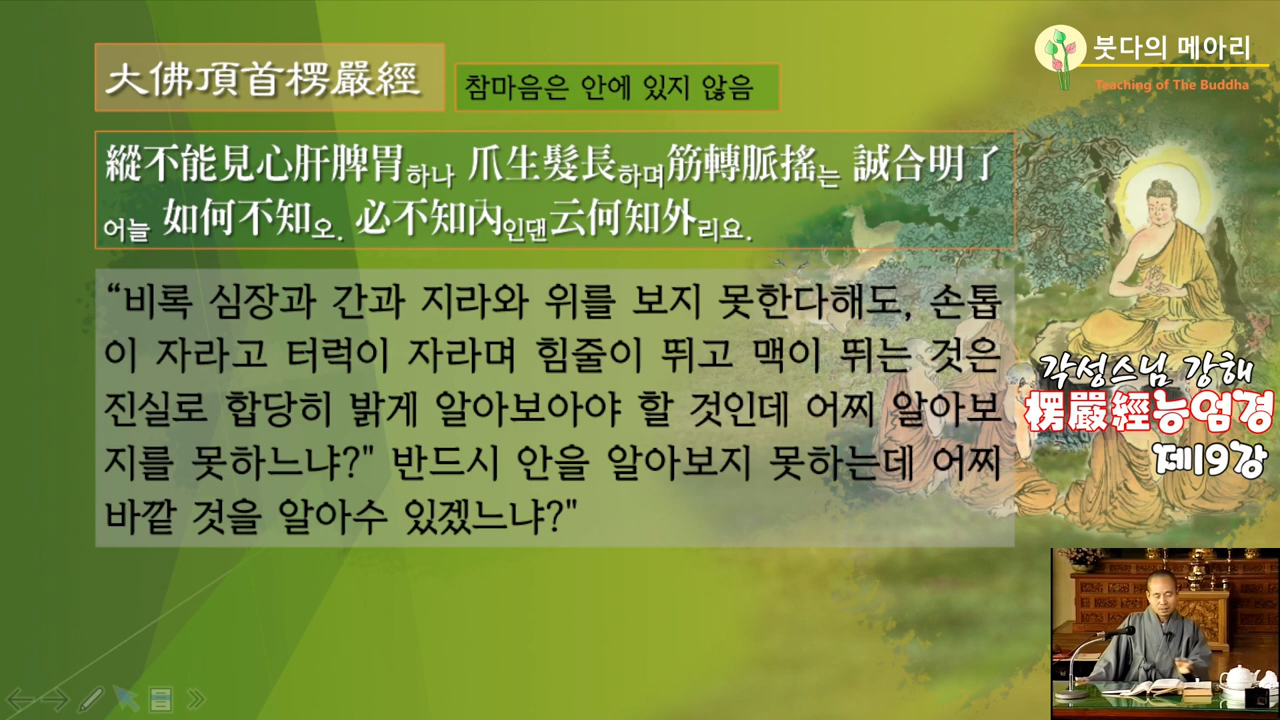 大佛頂首楞嚴經
참마음은 안에 있지 않음
붓다의 메아리
Teaching of The Buddha
縱不能見心肝脾胃하나 爪生髮長하며筋轉脈搖는 誠合明了
어늘 如何不知오. 必不知內인댄云何知外리요.
“비록 심장과 간과 지라와 위를 보지 못한다해도, 손톱
이 자라고 터럭이 자라며 힘줄이 뛰고 맥이 뛰는 것은
진실로 합당히 밝게 알아보아야 할 것인데 어찌 알아보
지를 못하느냐?" 반드시 안을 알아보지 못하는데 어찌
바깥 것을 알아수 있겠느냐?"
각성스님 강해
楞嚴經능엄경
제19강